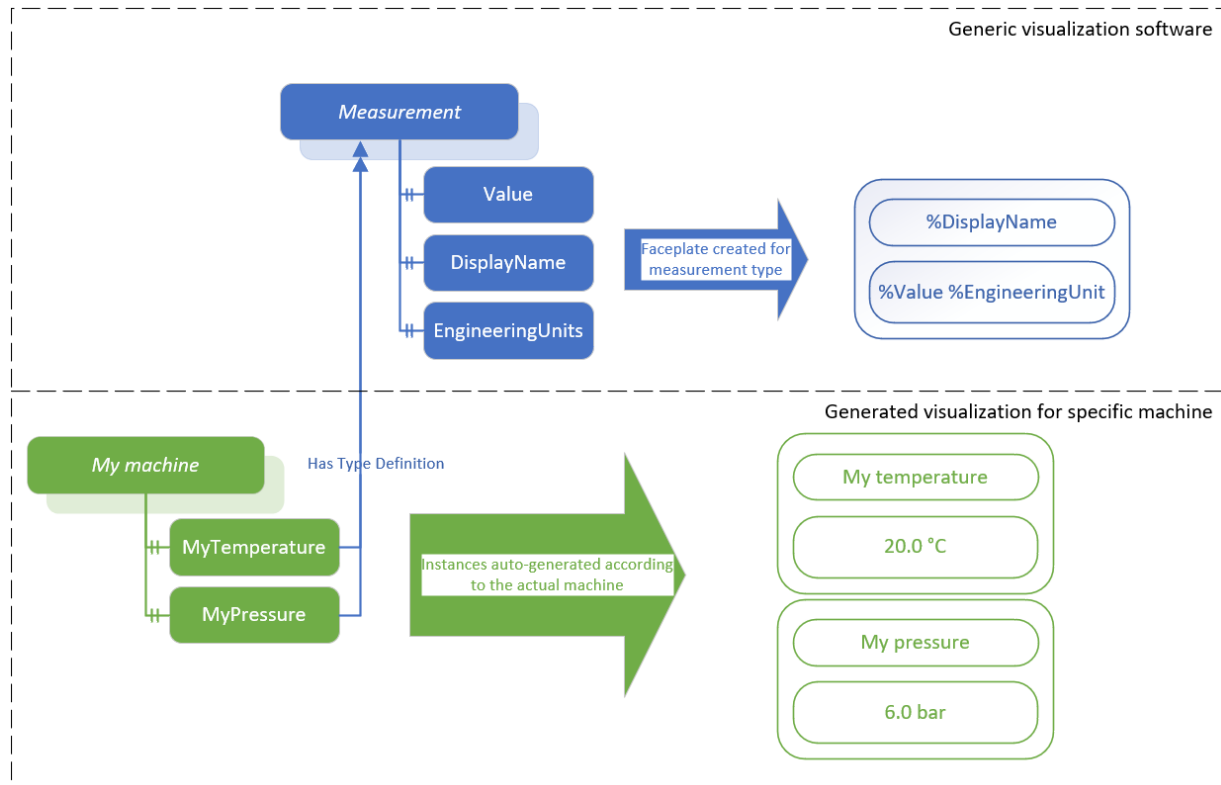 Generic visualization software
Measurement
Value
DisplayName
EngineeringUnits
Faceplate created for
measurement type
%DisplayName
%Value %EngineeringUnit
Generated visualization for specific machine
My machine
Has Type Definition
MyTemperature
MyPressure
Instances auto-generated according
to the actual machine
My temperature
20.0 °C
My pressure
6.0 bar